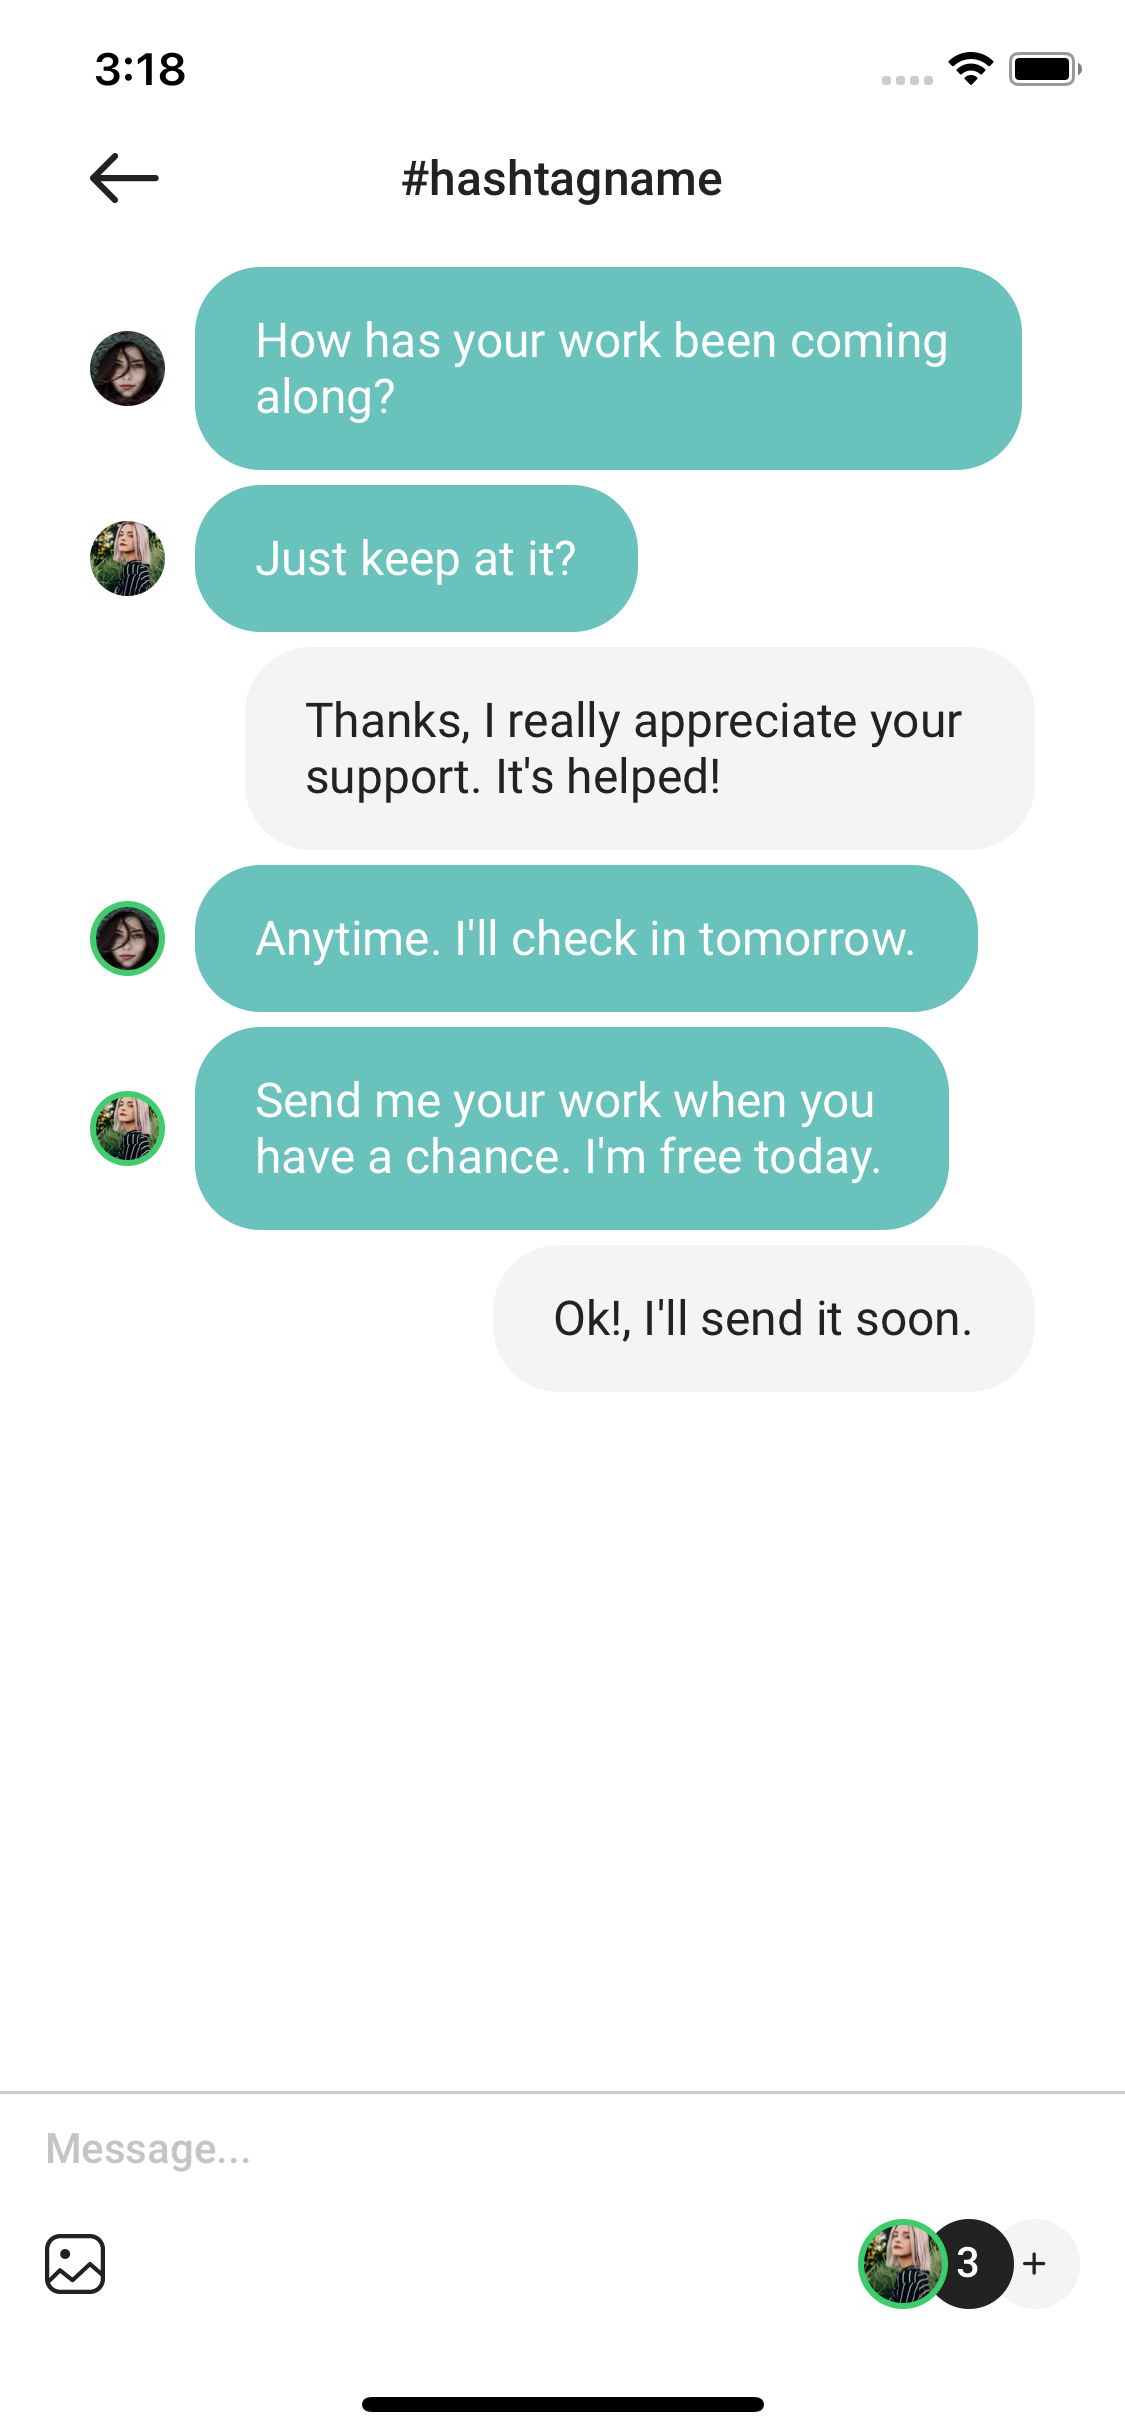 3:18
#hashtagname
How has your work been coming
along?
Just keep at it?
Thanks, I really appreciate your
support. It's helped!
Anytime. I'll check in tomorrow.
Send me your work when you
have a chance. I'm free today.
Ok!, I'll send it soon.
Message...
3 +